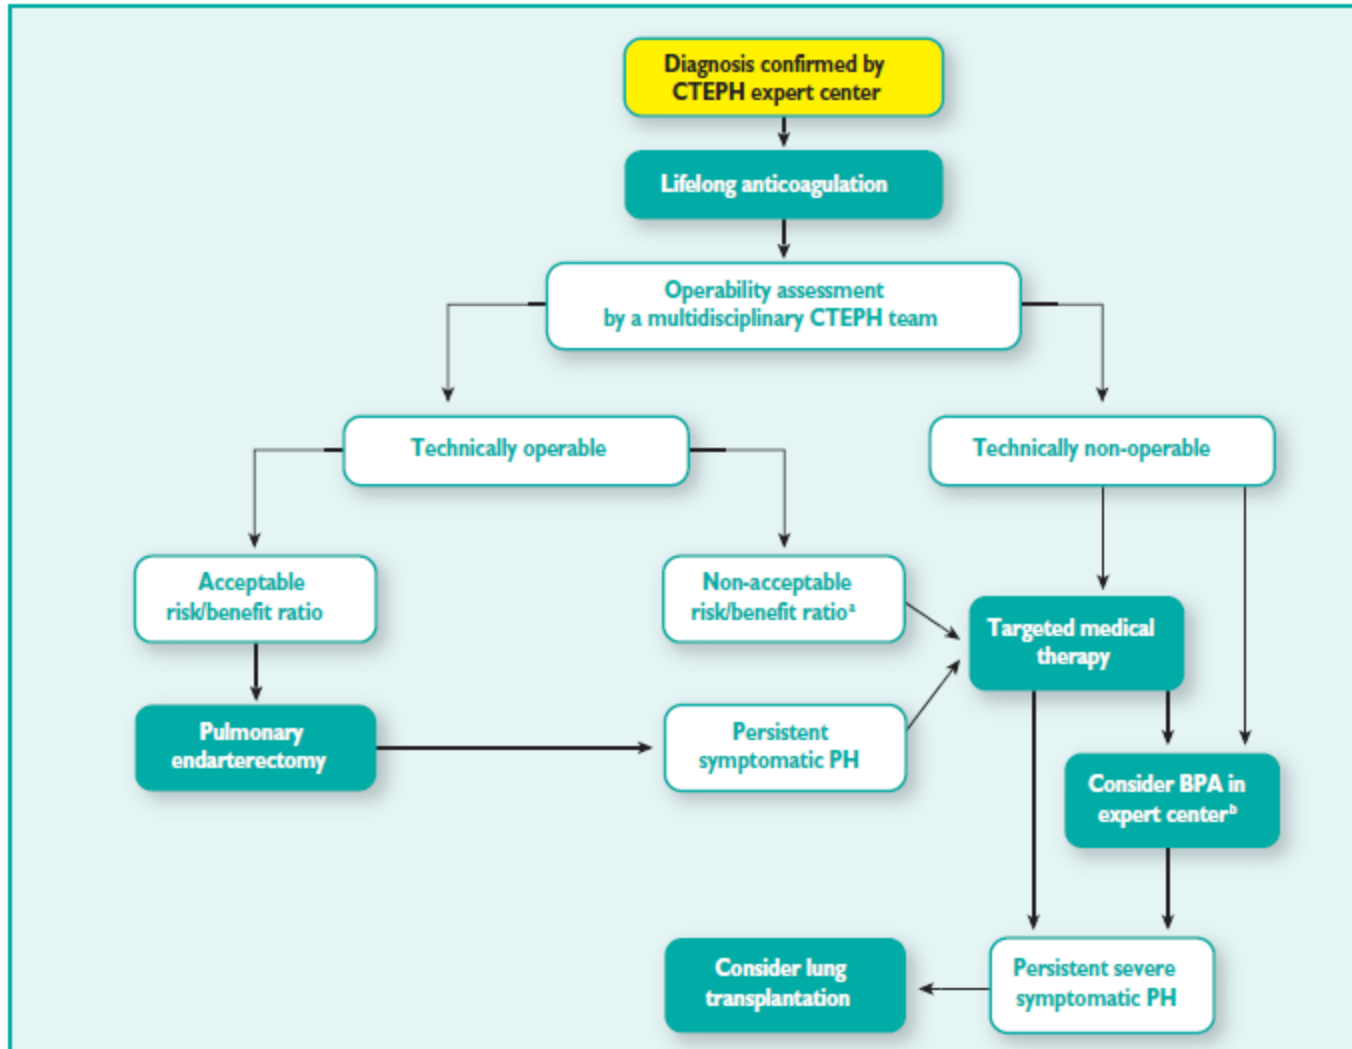 Diagnosis confirmed by
CTEPH expert center
Lifelong anticoagulation
Operability assessment
by a multidisciplinary CTEPH team
Technically operable
Technically non-operable
Acceptable
risk/benefit ratio
Non-acceptable
risk/benefit ratioᵃ
Targeted medical
therapy
Pulmonary
endarterectomy
Persistent
symptomatic PH
Consider BPA in
expert centerᵇ
Consider lung
transplantation
Persistent severe
symptomatic PH